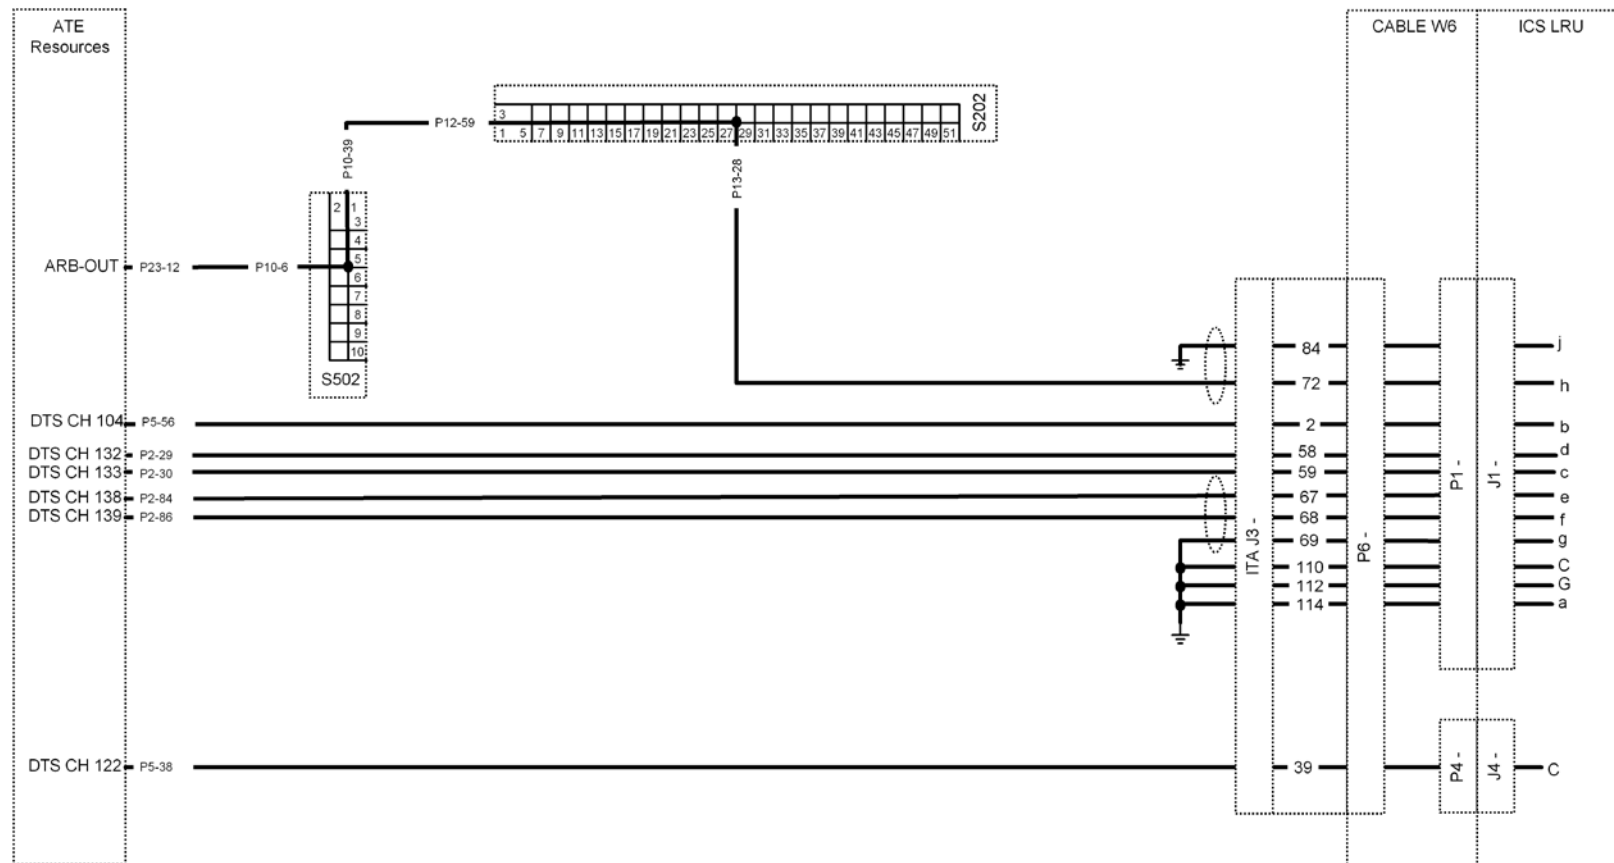 ATE
Resources
CABLE W6
ICS LRU
3
1 5 7 9 11 13 15 17 19 21 23 25 27 29 31 33 35 37 39 41 43 45 47 49 51
S202
P12-59
P10-39
P13-28
2 1
3
4
5
6
7
8
9
10
S502
ARB-OUT P23-12 P10-6
84 j
72 h
DTS CH 104 P5-56 2 b
DTS CH 132 P2-29 58 d
DTS CH 133 P2-30 59 c
DTS CH 138 P2-84 67 e
DTS CH 139 P2-86 68 f
69 g
110 C
112 G
114 a
ITA J3 -
P6 -
P1 -
J1 -
DTS CH 122 P5-38 39 C
P4 -
J4 -